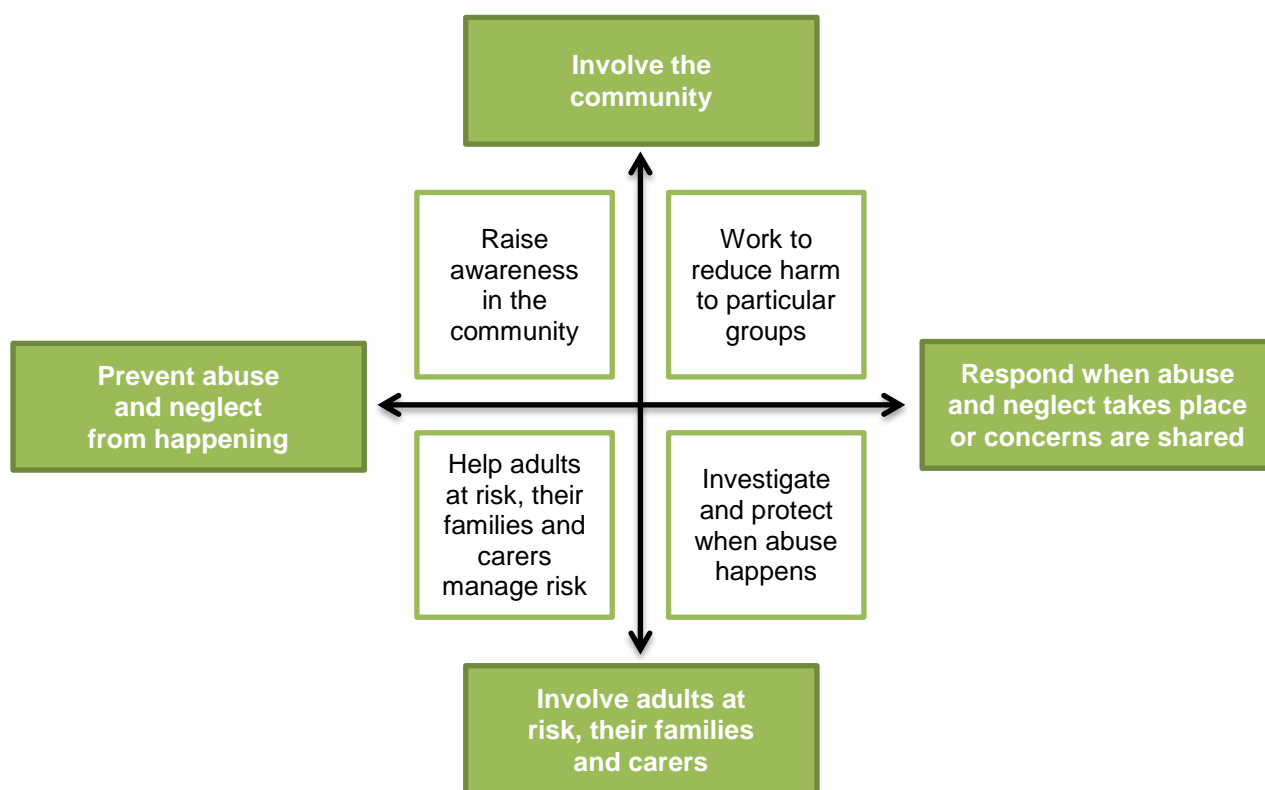 Involve the
community
Raise
awareness
in the
community
Work to
reduce harm
to particular
groups
Prevent abuse
and neglect
from happening
Respond when abuse
and neglect takes place
or concerns are shared
Help adults
at risk, their
families and
carers
manage risk
Investigate
and protect
when abuse
happens
Involve adults at
risk, their families
and carers